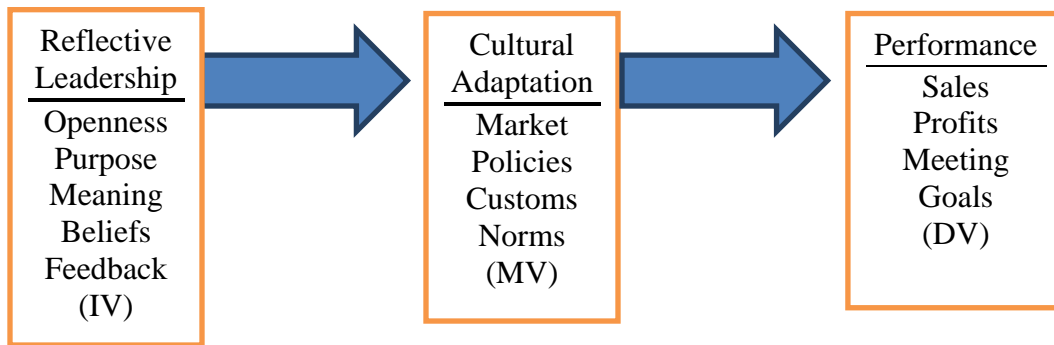 Reflective
Leadership
Openness
Purpose
Meaning
Beliefs
Feedback
(IV)
Cultural
Adaptation
Market
Policies
Customs
Norms
(MV)
Performance
Sales
Profits
Meeting
Goals
(DV)